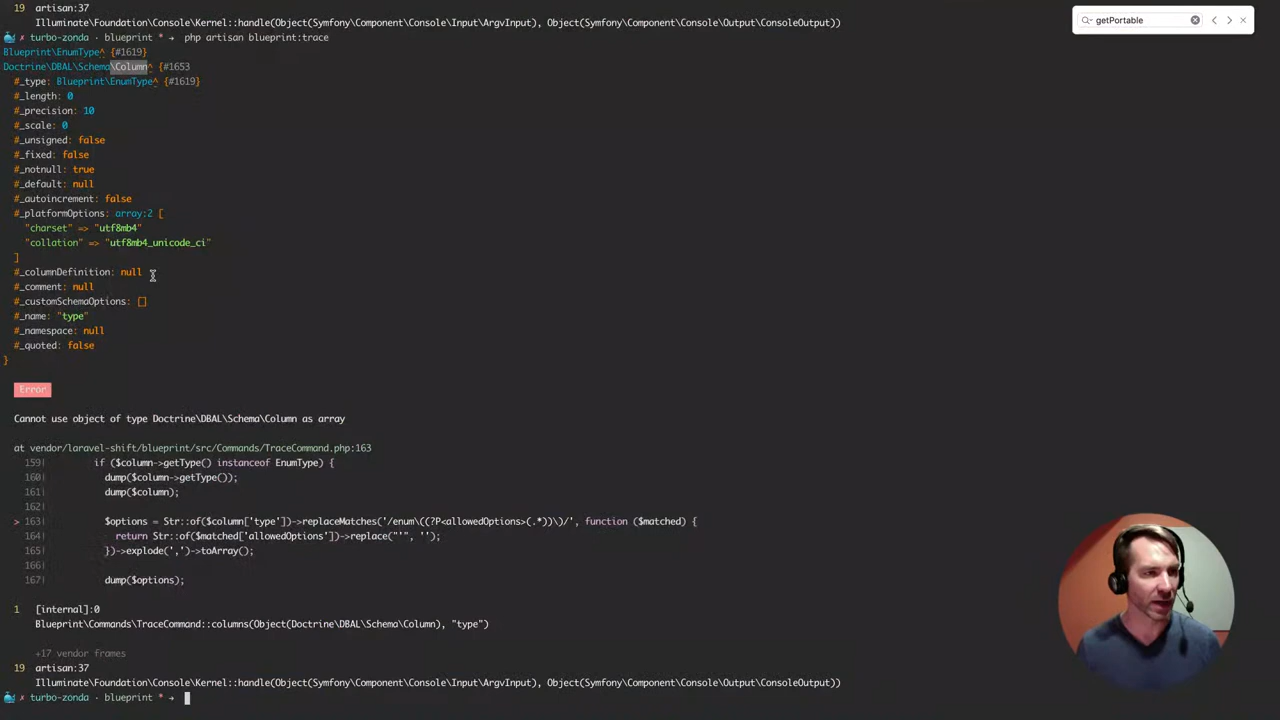 19  artisan:37
Illuminate\Foundation\Console\Kernel::handle(Object(Symfony\Component\Console\Input\ArgvInput), Object(Symfony\Component\Console\Output\ConsoleOutput))
getPortable
✗ turbo-zonda · blueprint * → php artisan blueprint:trace
Blueprint\EnumType^ {#1619}
Doctrine\DBAL\Schema\Column^ {#1653
#_type: Blueprint\EnumType^ {#1619}
#_length: 0
#_precision: 10
#_scale: 0
#_unsigned: false
#_fixed: false
#_notnull: true
#_default: null
#_autoincrement: false
#_platformOptions: array:2 [
"charset" => "utf8mb4"
"collation" => "utf8mb4_unicode_ci"
]
#_columnDefinition: null
#_comment: null
#_customSchemaOptions: []
#_name: "type"
#_namespace: null
#_quoted: false
}
Error
Cannot use object of type Doctrine\DBAL\Schema\Column as array
at vendor/laravel-shift/blueprint/src/Commands/TraceCommand.php:163
159| if ($column->getType() instanceof EnumType) {
160| dump($column->getType());
161| dump($column);
162|
> 163| $options = Str::of($column['type'])->replaceMatches('/enum\((?P<allowedOptions>(.*))\)/', function ($matched) {
164| return Str::of($matched['allowedOptions'])->replace("'", '');
165| })->explode(',')->toArray();
166|
167| dump($options);
1  [internal]:0
Blueprint\Commands\TraceCommand::columns(Object(Doctrine\DBAL\Schema\Column), "type")
+17 vendor frames
19  artisan:37
Illuminate\Foundation\Console\Kernel::handle(Object(Symfony\Component\Console\Input\ArgvInput), Object(Symfony\Component\Console\Output\ConsoleOutput))
✗ turbo-zonda · blueprint * →